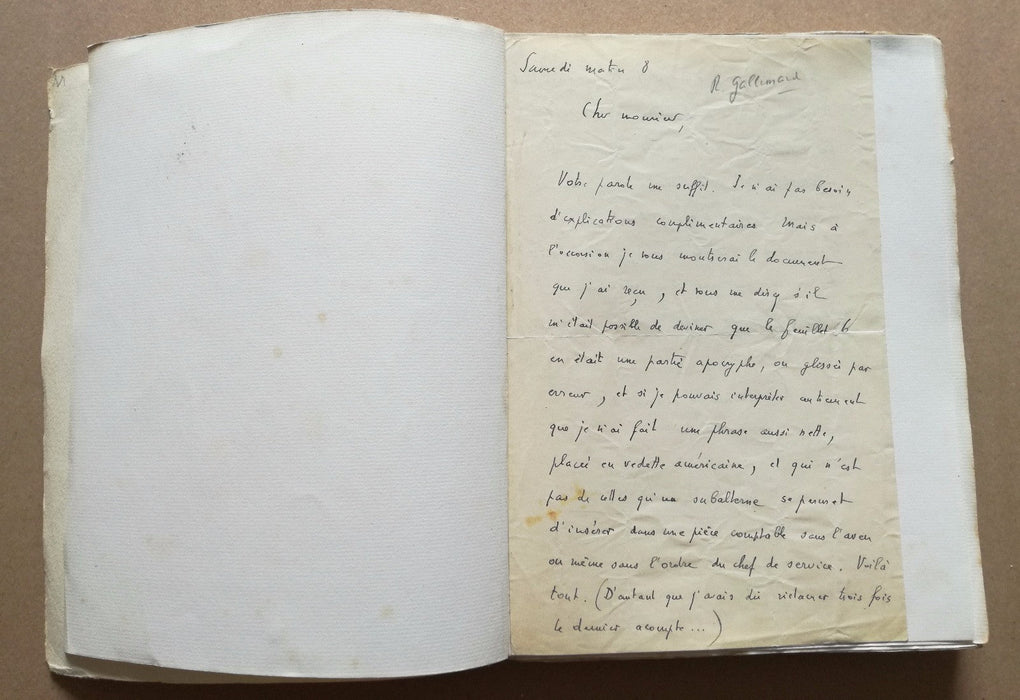 Samedi matin 8
R. Gallimard
Cher monsieur,
Votre parole me suffit. Je n'ai pas besoin
d'explications complimentaires Mais à
l'occasion je vous montrerai le document
que j'ai reçu, et vous me direz s'il
m'était possible de deviner que le feuillet 6
en était une partie apocryphe, ou glossée par
erreur, et si je pouvais interpréter autrement
que je n'ai fait une phrase aussi nette,
placée en vedette américaine, et qui n'est
pas de celles qu'un subalterne se permet
d'insérer dans une pièce comptable sans l'aveu
ou même sans l'ordre du chef de service. Voilà
tout. (D'autant que j'avais dû réclamer trois fois
le dernier acompte...)